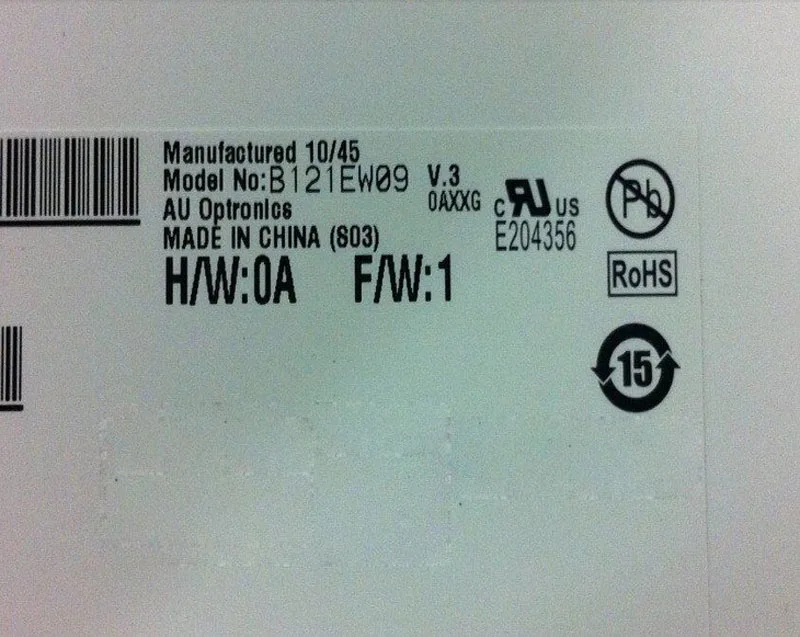 Manufactured 10/45
Model No:B121EW09 V.3
AU Optronics 0AXXG
MADE IN CHINA (S03)
H/W:0A F/W:1
c RU US
E204356
Pb
RoHS
15